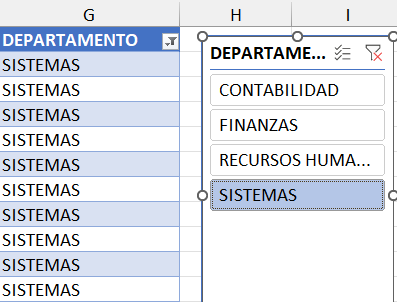 G H I
DEPARTAMENTO
SISTEMAS
SISTEMAS
SISTEMAS
SISTEMAS
SISTEMAS
SISTEMAS
SISTEMAS
SISTEMAS
SISTEMAS
SISTEMAS
DEPARTAME...
CONTABILIDAD
FINANZAS
RECURSOS HUMA...
SISTEMAS